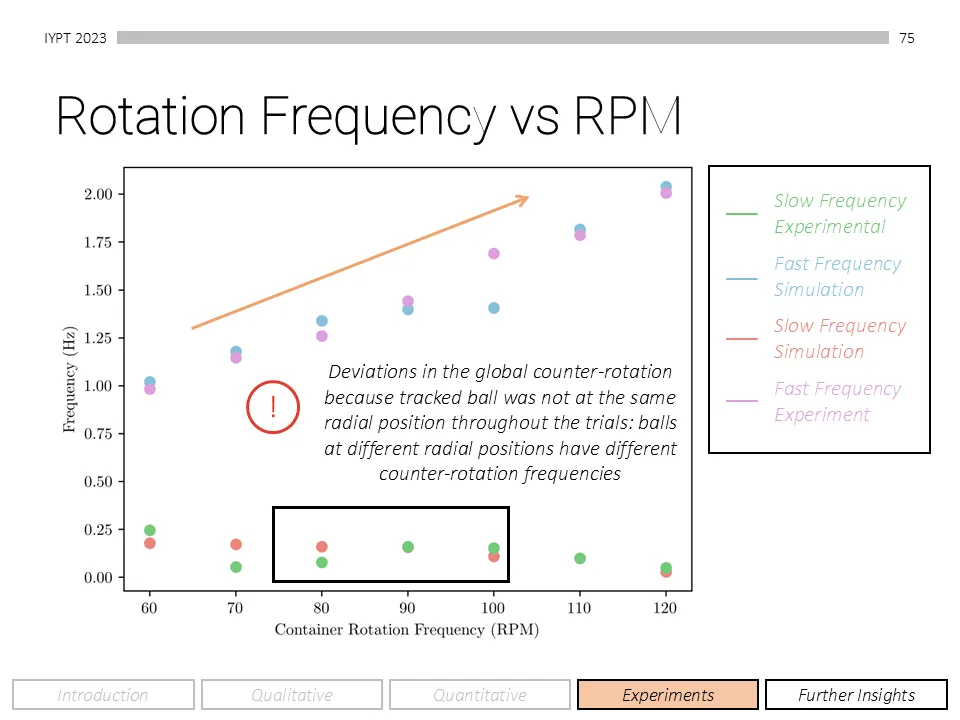 IYPT 2023
75
Rotation Frequency vs RPM
2.00
1.75
1.50
1.25
1.00
0.75
0.50
0.25
0.00
Frequency (Hz)
60
70
80
90
100
110
120
Container Rotation Frequency (RPM)
!
Deviations in the global counter-rotation
because tracked ball was not at the same
radial position throughout the trials: balls
at different radial positions have different
counter-rotation frequencies
Slow Frequency
Experimental
Fast Frequency
Simulation
Slow Frequency
Simulation
Fast Frequency
Experiment
Introduction
Qualitative
Quantitative
Experiments
Further Insights